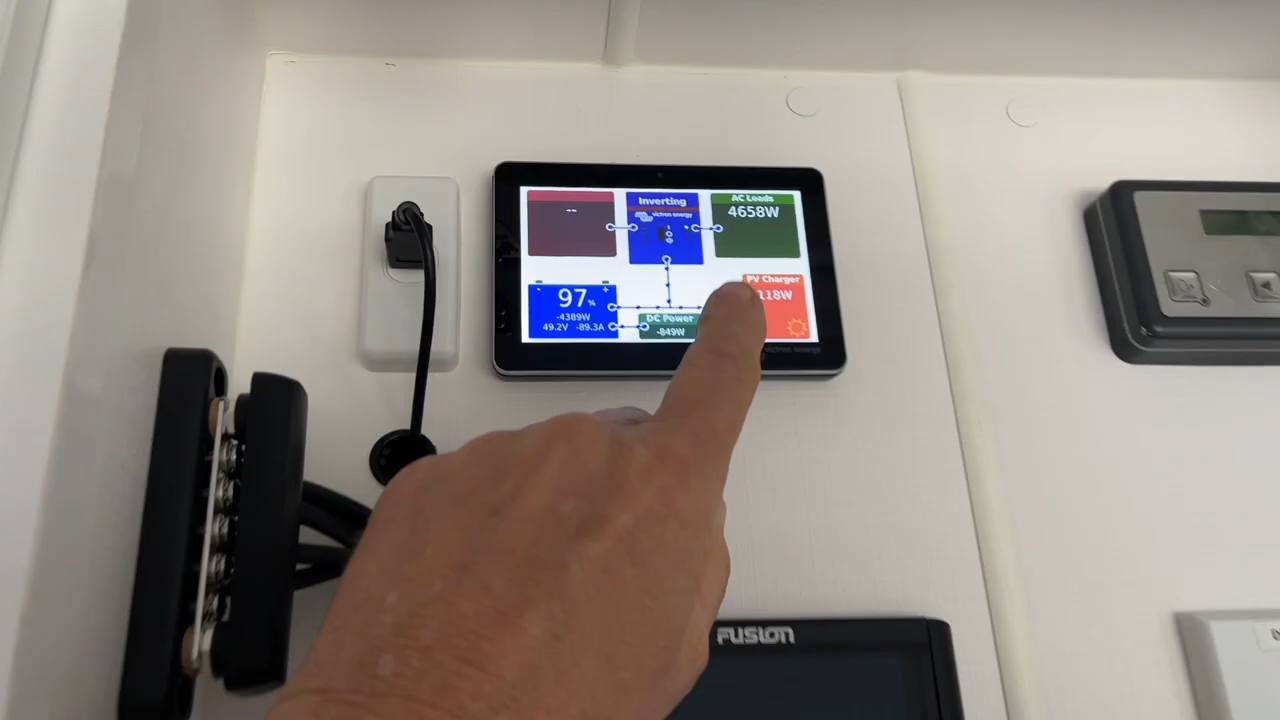 --
Inverting
victron energy
AC Loads
4658W
97%
-4389W
49.2V -89.3A
DC Power
-849W
PV Charger
118W
victron energy
FUSION